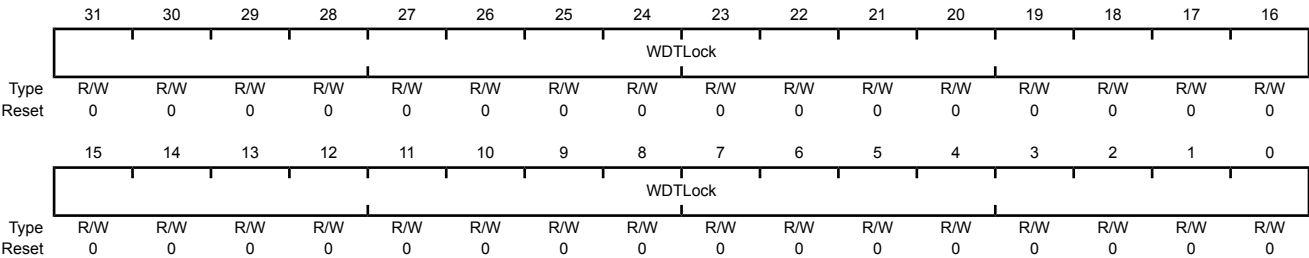 31 30 29 28 27 26 25 24 23 22 21 20 19 18 17 16
WDTLock
Type R/W R/W R/W R/W R/W R/W R/W R/W R/W R/W R/W R/W R/W R/W R/W R/W
Reset 0 0 0 0 0 0 0 0 0 0 0 0 0 0 0 0
15 14 13 12 11 10 9 8 7 6 5 4 3 2 1 0
WDTLock
Type R/W R/W R/W R/W R/W R/W R/W R/W R/W R/W R/W R/W R/W R/W R/W R/W
Reset 0 0 0 0 0 0 0 0 0 0 0 0 0 0 0 0